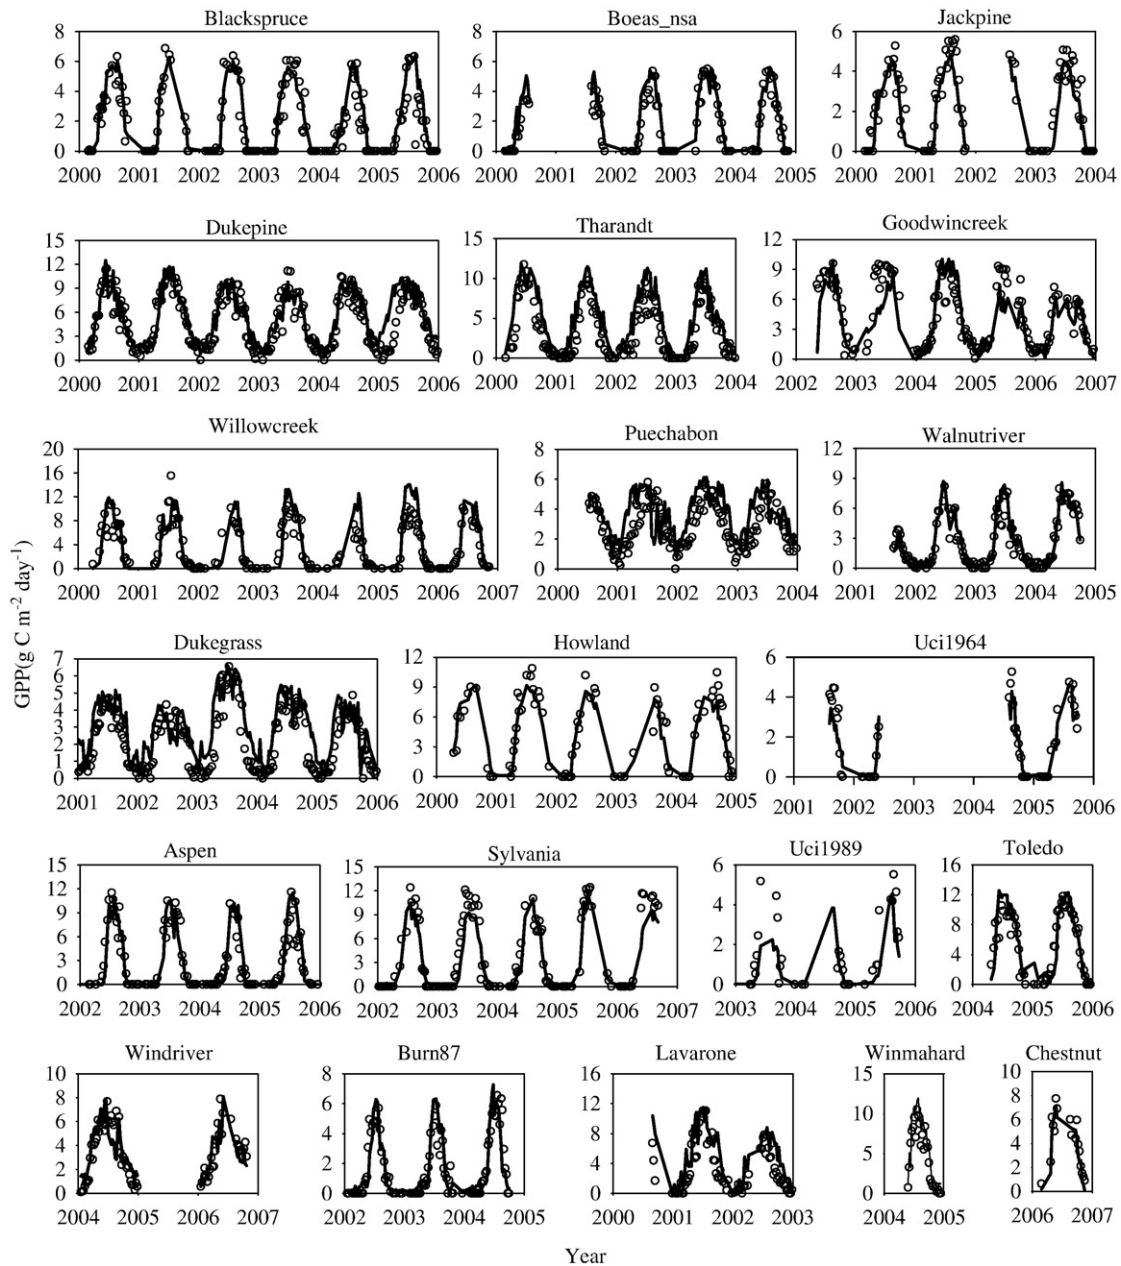 Blackspruce Boeas_nsa Jackpine
8 8 6
6 6
4 4 4
2 2 2
0 0 0
2000 2001 2002 2003 2004 2005 2006 2000 2001 2002 2003 2004 2005 2000 2001 2002 2003 2004
Dukepine Tharandt Goodwincreek
15 15 12
12 9
9 10 6
6 5 3
3
0 0 0
2000 2001 2002 2003 2004 2005 2006 2000 2001 2002 2003 2004 2002 2003 2004 2005 2006 2007
Willowcreek Puechabon Walnutriver
20 8 12
16 6 9
12 4 6
8 2 3
4
0 0 0
2000 2001 2002 2003 2004 2005 2006 2007 2000 2001 2002 2003 2004 2001 2002 2003 2004 2005
GPP(g C m-2 day-1)
Dukegrass Howland Uci1964
7 12 6
6 9
5 4
4 6
3 2
2 3
1
0 0 0
2001 2002 2003 2004 2005 2006 2000 2001 2002 2003 2004 2005 2001 2002 2003 2004 2005 2006
Aspen Sylvania Uci1989 Toledo
15 15 6 16
12 12 12
9 9 4 8
6 6 2 4
3 3
0 0 0 0
2002 2003 2004 2005 2006 2002 2003 2004 2005 2006 2007 2003 2004 2005 2006 2004 2005 2006
Windriver Burn87 Lavarone Winmahard Chestnut
10 8 16 15 10
8 6 12 8
6 4 8 10 6
4 2 4 5 4
2 2
0 0 0 0 0
2004 2005 2006 2007 2002 2003 2004 2005 2000 2001 2002 2003 2004 2005 2006 2007
Year